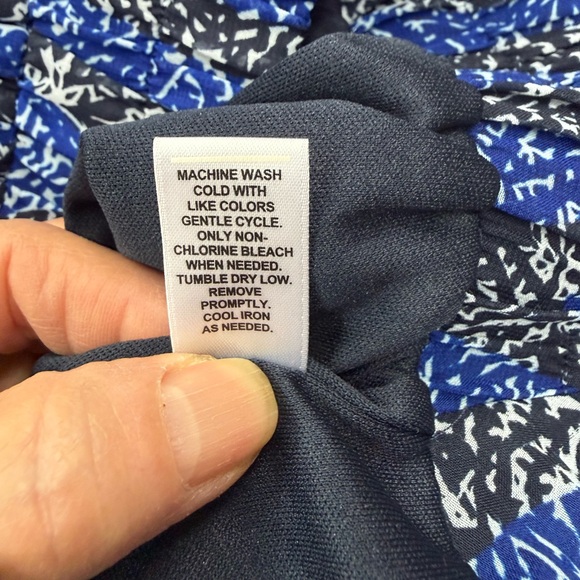 MACHINE WASH
COLD WITH
LIKE COLORS
GENTLE CYCLE.
ONLY NON-
CHLORINE BLEACH
WHEN NEEDED.
TUMBLE DRY LOW.
REMOVE
PROMPTLY.
COOL IRON
AS NEEDED.